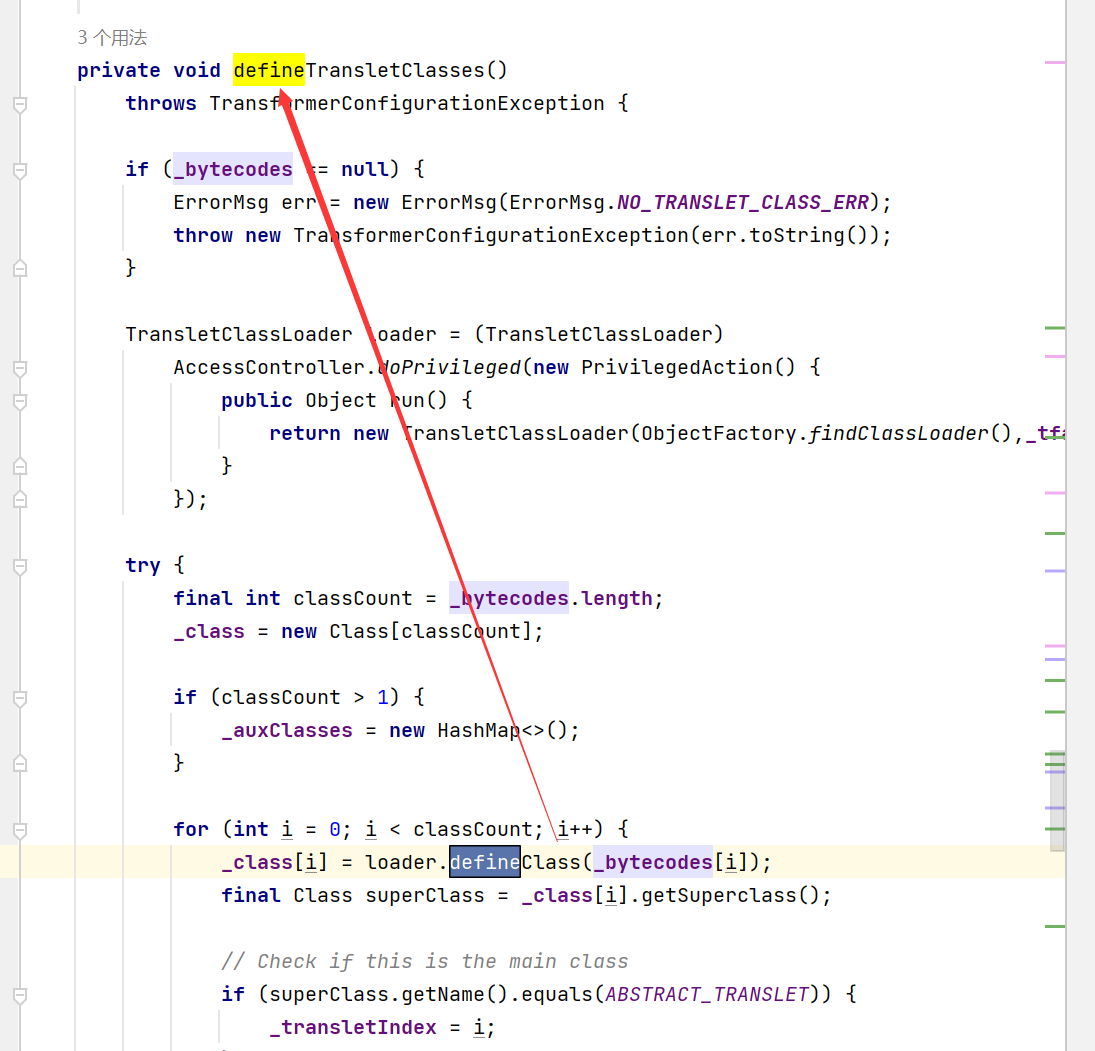 3 个用法
private void defineTransletClasses()
    throws TransformerConfigurationException {

    if (_bytecodes == null) {
        ErrorMsg err = new ErrorMsg(ErrorMsg.NO_TRANSLET_CLASS_ERR);
        throw new TransformerConfigurationException(err.toString());
    }

    TransletClassLoader loader = (TransletClassLoader)
        AccessController.doPrivileged(new PrivilegedAction() {
            public Object run() {
                return new TransletClassLoader(ObjectFactory.findClassLoader(),_tfa
            }
        });

    try {
        final int classCount = _bytecodes.length;
        _class = new Class[classCount];

        if (classCount > 1) {
            _auxClasses = new HashMap<>();
        }

        for (int i = 0; i < classCount; i++) {
            _class[i] = loader.defineClass(_bytecodes[i]);
            final Class superClass = _class[i].getSuperclass();

            // Check if this is the main class
            if (superClass.getName().equals(ABSTRACT_TRANSLET)) {
                _transletIndex = i;